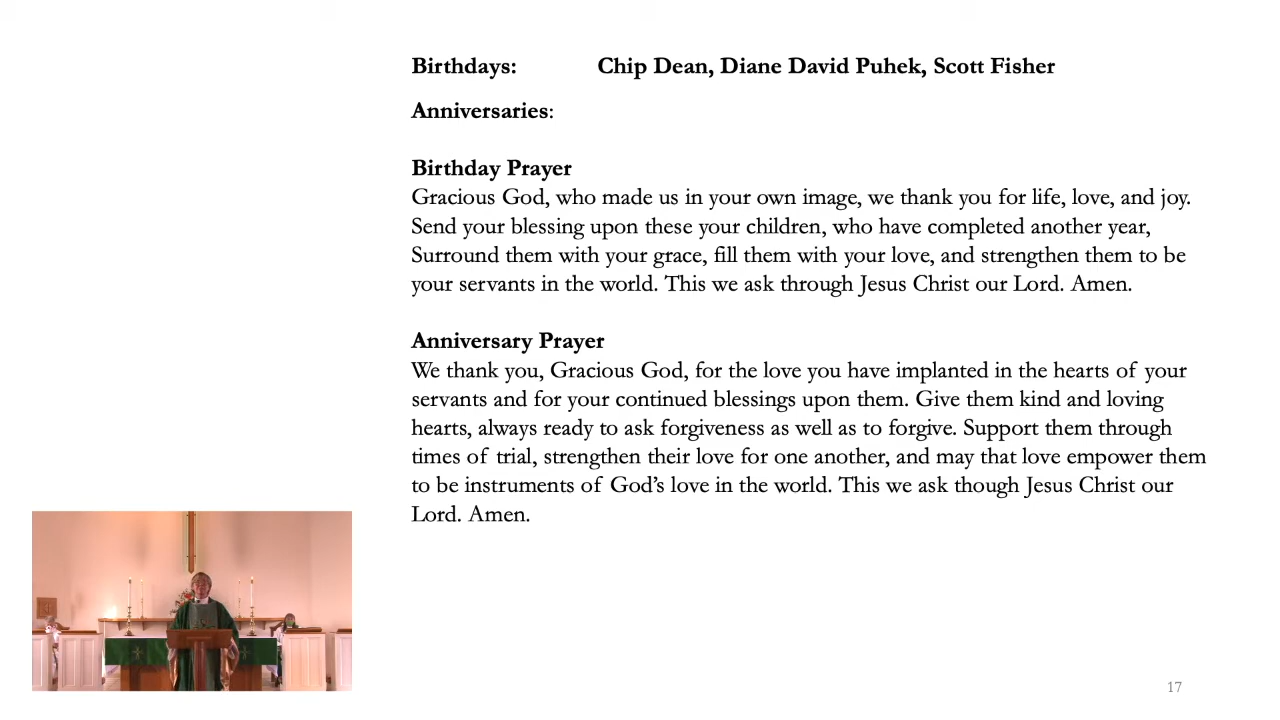 Birthdays: Chip Dean, Diane David Puhek, Scott Fisher
Anniversaries:
Birthday Prayer
Gracious God, who made us in your own image, we thank you for life, love, and joy.
Send your blessing upon these your children, who have completed another year,
Surround them with your grace, fill them with your love, and strengthen them to be
your servants in the world. This we ask through Jesus Christ our Lord. Amen.
Anniversary Prayer
We thank you, Gracious God, for the love you have implanted in the hearts of your
servants and for your continued blessings upon them. Give them kind and loving
hearts, always ready to ask forgiveness as well as to forgive. Support them through
times of trial, strengthen their love for one another, and may that love empower them
to be instruments of God’s love in the world. This we ask though Jesus Christ our
Lord. Amen.
17